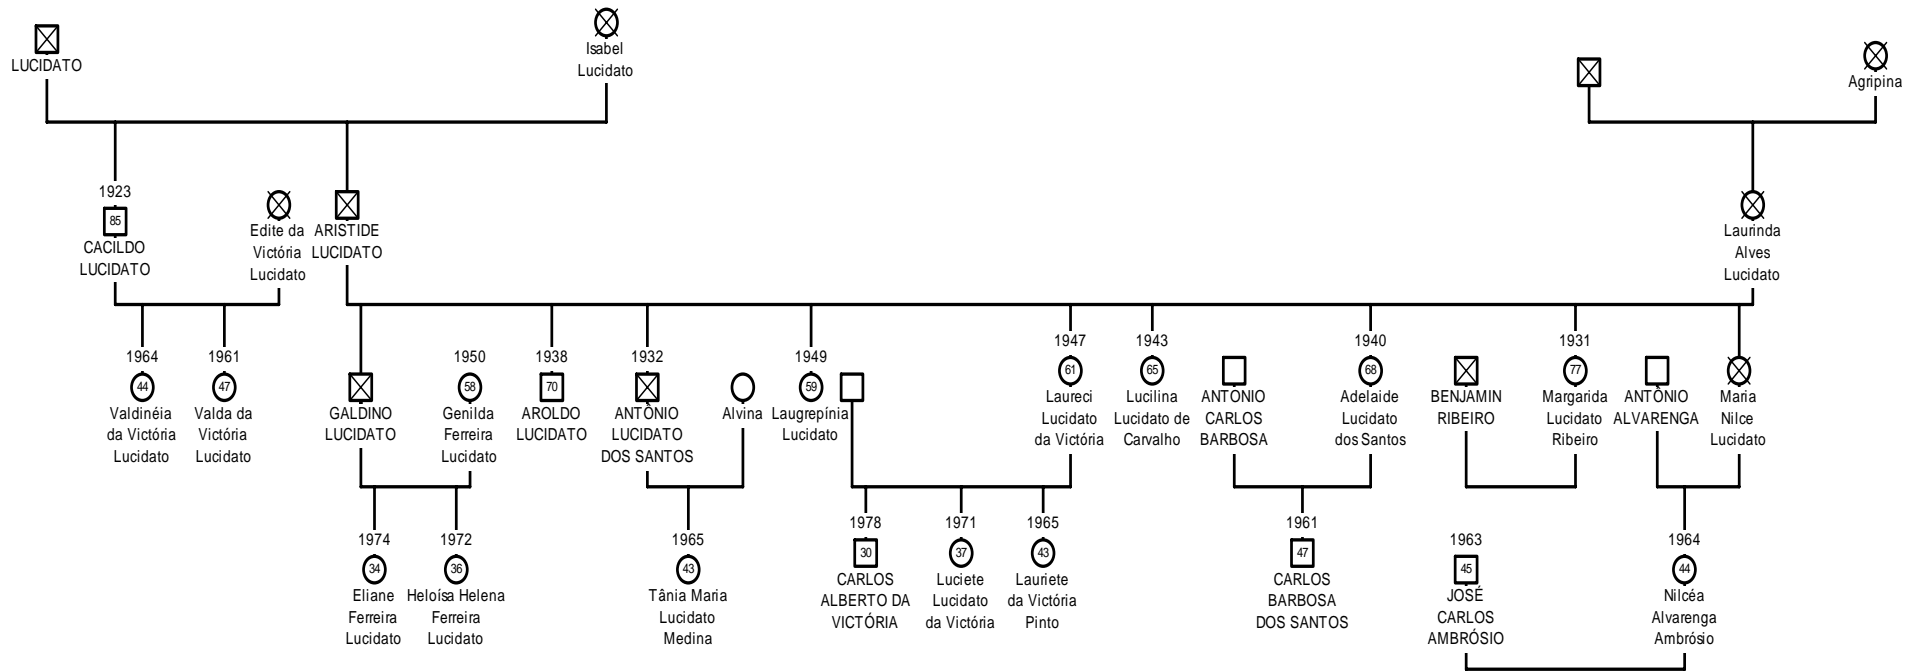 LUCIDATO
Isabel
Lucidato
Agripina
1923
85
CACILDO
LUCIDATO
Edite da
Victória
Lucidato
ARISTIDE
LUCIDATO
Laurinda
Alves
Lucidato
1964
44
Valdinéia
da Victória
Lucidato
1961
47
Valda da
Victória
Lucidato
GALDINO
LUCIDATO
1950
58
Genilda
Ferreira
Lucidato
1938
70
AROLDO
LUCIDATO
1932
ANTÔNIO
LUCIDATO
DOS SANTOS
Alvina
1949
59
Laugrepínia
Lucidato
1947
61
Laureci
Lucidato
da Victória
1943
65
Lucilina
Lucidato de
Carvalho
ANTÔNIO
CARLOS
BARBOSA
1940
68
Adelaide
Lucidato
dos Santos
BENJAMIN
RIBEIRO
1931
77
Margarida
Lucidato
Ribeiro
ANTÔNIO
ALVARENGA
Maria
Nilce
Lucidato
1974
34
Eliane
Ferreira
Lucidato
1972
36
Heloísa Helena
Ferreira
Lucidato
1965
43
Tânia Maria
Lucidato
Medina
1978
30
CARLOS
ALBERTO DA
VICTÓRIA
1971
37
Luciete
Lucidato
da Victória
1965
43
Lauriete
da Victória
Pinto
1961
47
CARLOS
BARBOSA
DOS SANTOS
1963
45
JOSÉ
CARLOS
AMBRÓSIO
1964
44
Nilcéa
Alvarenga
Ambrósio